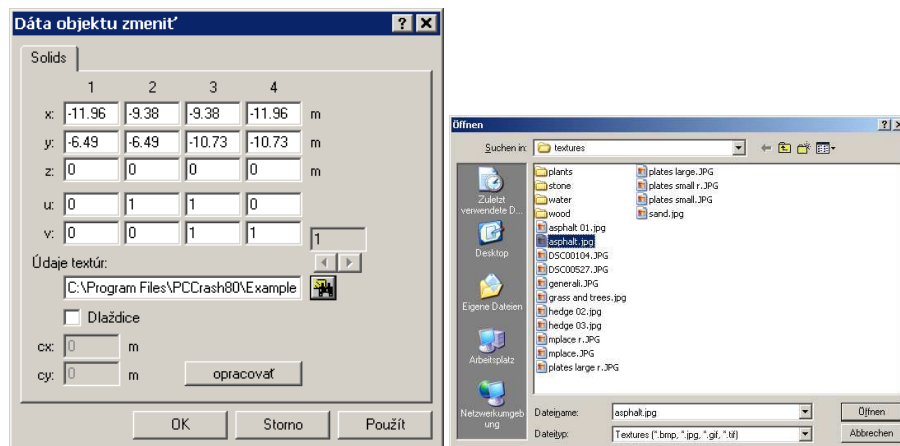 Dáta objektu zmeniť
Solids
1 2 3 4
x: -11.96 -9.38 -9.38 -11.96 m
y: -6.49 -6.49 -10.73 -10.73 m
z: 0 0 0 0 m
u: 0 1 1 0
v: 0 0 1 1
1
Údaje textúr:
C:\Program Files\PCCrash80\Example
Dlaždice
cx: 0 m
cy: 0 m
opracovať
OK Storno Použít
Öffnen
Suchen in: textures
Zuletzt
verwendete D...
Desktop
Eigene Dateien
Arbeitsplatz
Netzwerkumgeb
ung
plants
stone
water
wood
asphalt 01.jpg
asphalt.jpg
DSC00104.JPG
DSC00527.JPG
generali.JPG
grass and trees.jpg
hedge 02.jpg
hedge 03.jpg
mplace r.JPG
mplace.JPG
plates large r.JPG
plates large.JPG
plates small r.JPG
plates small.JPG
sand.jpg
Dateiname: asphalt.jpg Öffnen
Dateityp: Textures (*.bmp, *.jpg, *.gif, *.tif) Abbrechen